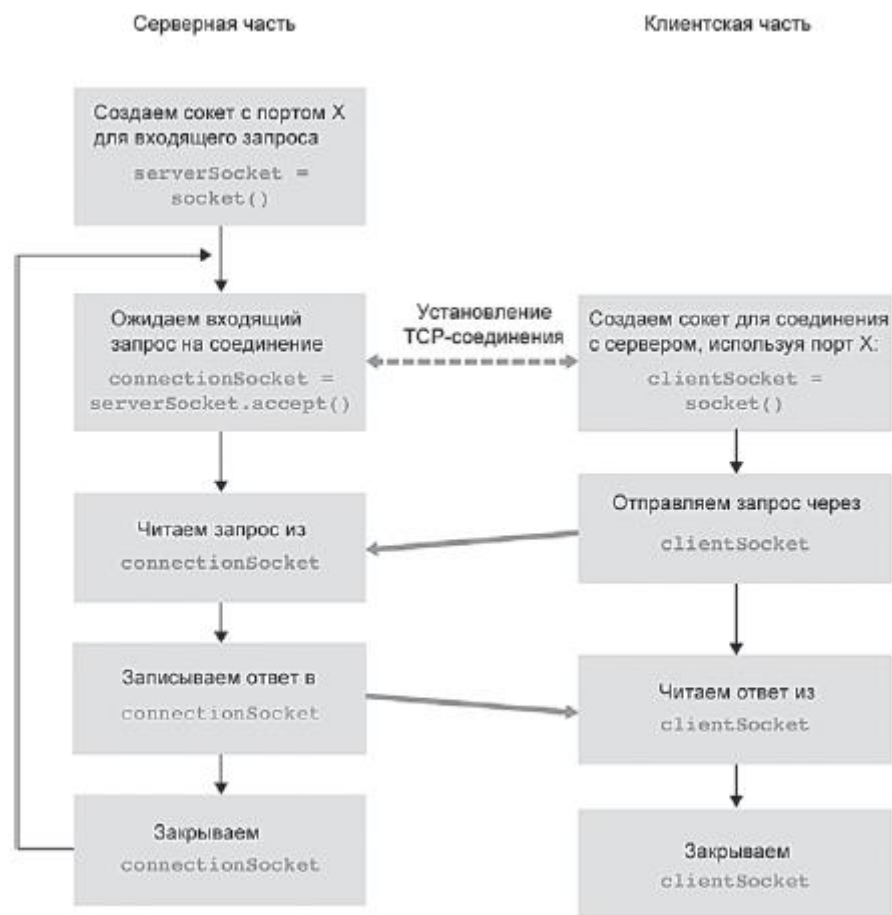 Серверная часть
Клиентская часть
Создаем сокет с портом X
для входящего запроса
serverSocket =
socket()
Ожидаем входящий
запрос на соединение
connectionSocket =
serverSocket.accept()
Установление
TCP-соединения
Создаем сокет для соединения
с сервером, используя порт X:
clientSocket =
socket()
Читаем запрос из
connectionSocket
Отправляем запрос через
clientSocket
Записываем ответ в
connectionSocket
Читаем ответ из
clientSocket
Закрываем
connectionSocket
Закрываем
clientSocket